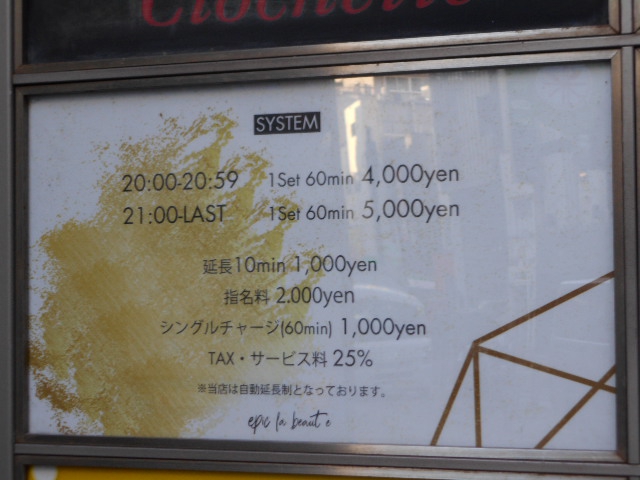 Clochette
SYSTEM
20:00-20:59 1Set 60min 4,000yen
21:00-LAST 1Set 60min 5,000yen
延長10min 1,000yen
指名料 2.000yen
シングルチャージ(60min) 1,000yen
TAX・サービス料 25%
※当店は自動延長制となっております。
epic la beaut e